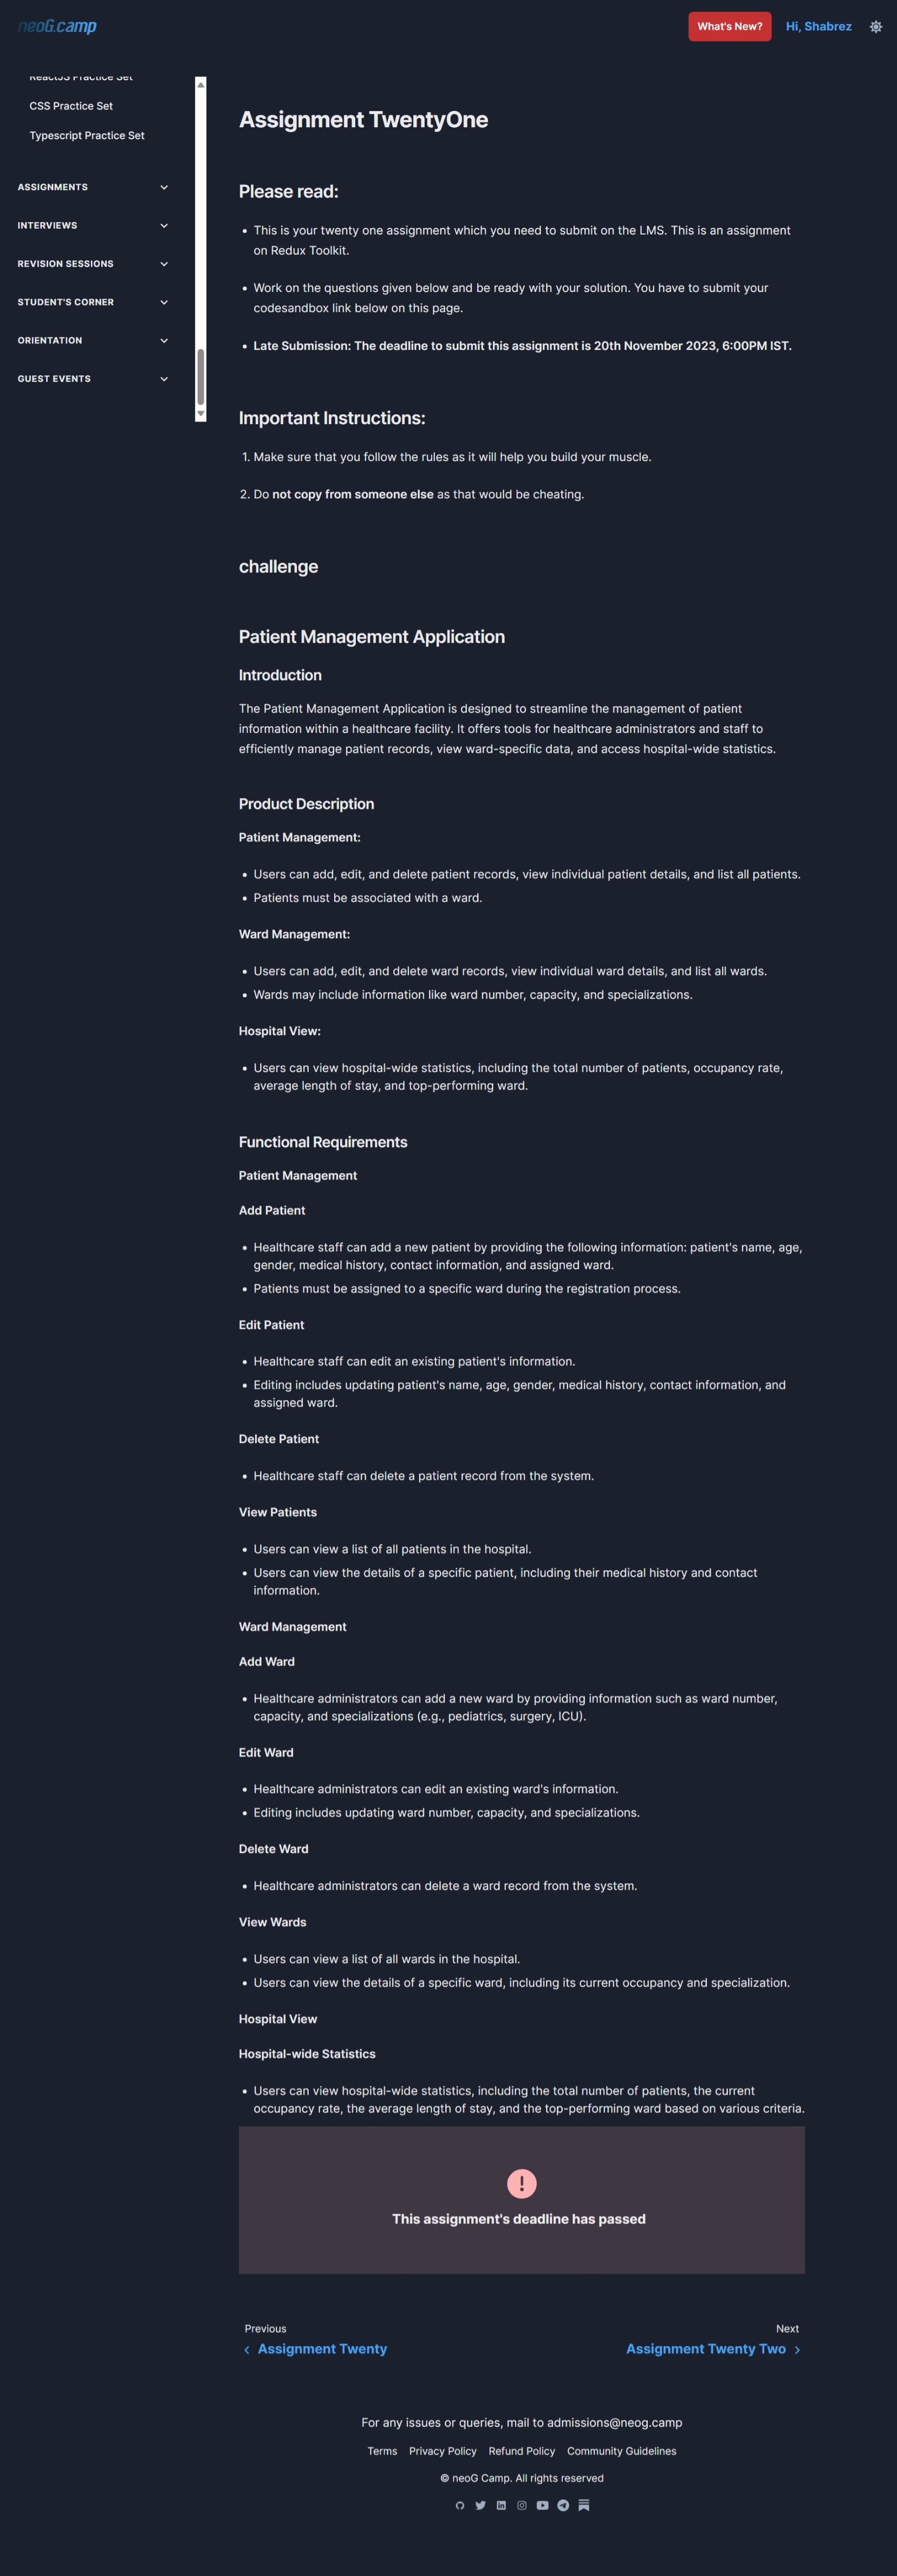 neoG.camp
What's New?
Hi, Shabrez
ReactJS Practice Set
CSS Practice Set
Typescript Practice Set
ASSIGNMENTS
INTERVIEWS
REVISION SESSIONS
STUDENT'S CORNER
ORIENTATION
GUEST EVENTS
Assignment TwentyOne
Please read:
• This is your twenty one assignment which you need to submit on the LMS. This is an assignment
on Redux Toolkit.
• Work on the questions given below and be ready with your solution. You have to submit your
codesandbox link below on this page.
• Late Submission: The deadline to submit this assignment is 20th November 2023, 6:00PM IST.
Important Instructions:
1. Make sure that you follow the rules as it will help you build your muscle.
2. Do not copy from someone else as that would be cheating.
challenge
Patient Management Application
Introduction
The Patient Management Application is designed to streamline the management of patient
information within a healthcare facility. It offers tools for healthcare administrators and staff to
efficiently manage patient records, view ward-specific data, and access hospital-wide statistics.
Product Description
Patient Management:
• Users can add, edit, and delete patient records, view individual patient details, and list all patients.
• Patients must be associated with a ward.
Ward Management:
• Users can add, edit, and delete ward records, view individual ward details, and list all wards.
• Wards may include information like ward number, capacity, and specializations.
Hospital View:
• Users can view hospital-wide statistics, including the total number of patients, occupancy rate,
average length of stay, and top-performing ward.
Functional Requirements
Patient Management
Add Patient
• Healthcare staff can add a new patient by providing the following information: patient's name, age,
gender, medical history, contact information, and assigned ward.
• Patients must be assigned to a specific ward during the registration process.
Edit Patient
• Healthcare staff can edit an existing patient's information.
• Editing includes updating patient's name, age, gender, medical history, contact information, and
assigned ward.
Delete Patient
• Healthcare staff can delete a patient record from the system.
View Patients
• Users can view a list of all patients in the hospital.
• Users can view the details of a specific patient, including their medical history and contact
information.
Ward Management
Add Ward
• Healthcare administrators can add a new ward by providing information such as ward number,
capacity, and specializations (e.g., pediatrics, surgery, ICU).
Edit Ward
• Healthcare administrators can edit an existing ward's information.
• Editing includes updating ward number, capacity, and specializations.
Delete Ward
• Healthcare administrators can delete a ward record from the system.
View Wards
• Users can view a list of all wards in the hospital.
• Users can view the details of a specific ward, including its current occupancy and specialization.
Hospital View
Hospital-wide Statistics
• Users can view hospital-wide statistics, including the total number of patients, the current
occupancy rate, the average length of stay, and the top-performing ward based on various criteria.
This assignment's deadline has passed
Previous
Assignment Twenty
Next
Assignment Twenty Two
For any issues or queries, mail to admissions@neog.camp
Terms Privacy Policy Refund Policy Community Guidelines
© neoG Camp. All rights reserved